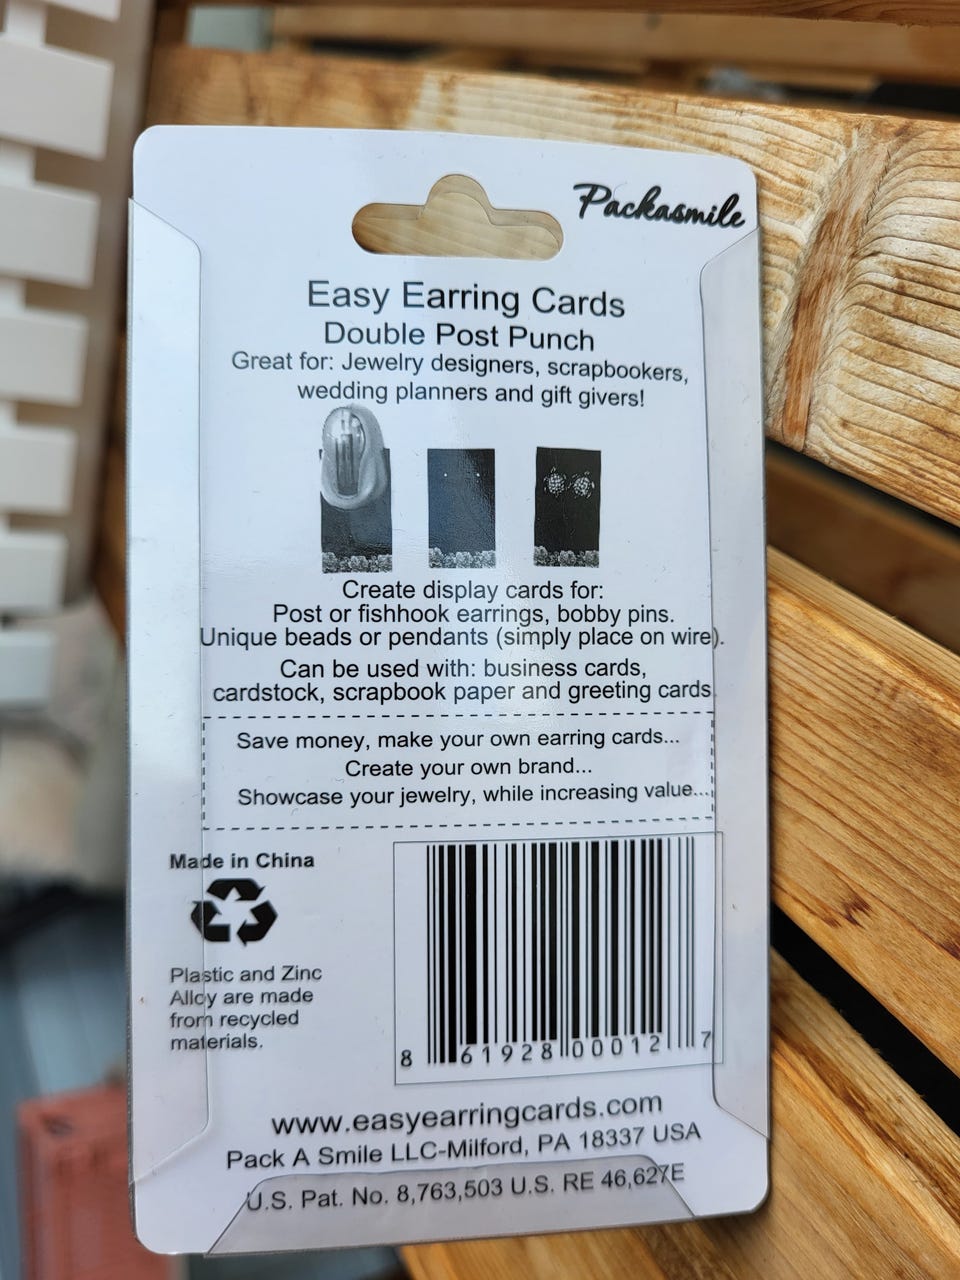 Packasmile
Easy Earring Cards
Double Post Punch
Great for: Jewelry designers, scrapbookers,
wedding planners and gift givers!
Create display cards for:
Post or fishhook earrings, bobby pins.
Unique beads or pendants (simply place on wire).
Can be used with: business cards,
cardstock, scrapbook paper and greeting cards
Save money, make your own earring cards...
Create your own brand...
Showcase your jewelry, while increasing value...
Made in China
Plastic and Zinc
Alloy are made
from recycled
materials.
8 61928 00012 7
www.easyearringcards.com
Pack A Smile LLC-Milford, PA 18337 USA
U.S. Pat. No. 8,763,503 U.S. RE 46,627E